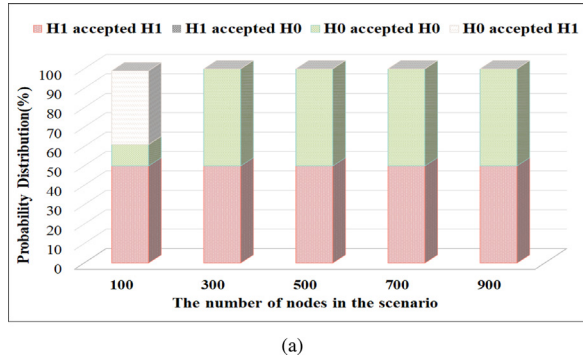 H1 accepted H1 H1 accepted H0 H0 accepted H0 H0 accepted H1
Probability Distribution(%)
100
90
80
70
60
50
40
30
20
10
0
100 300 500 700 900
The number of nodes in the scenario
(a)